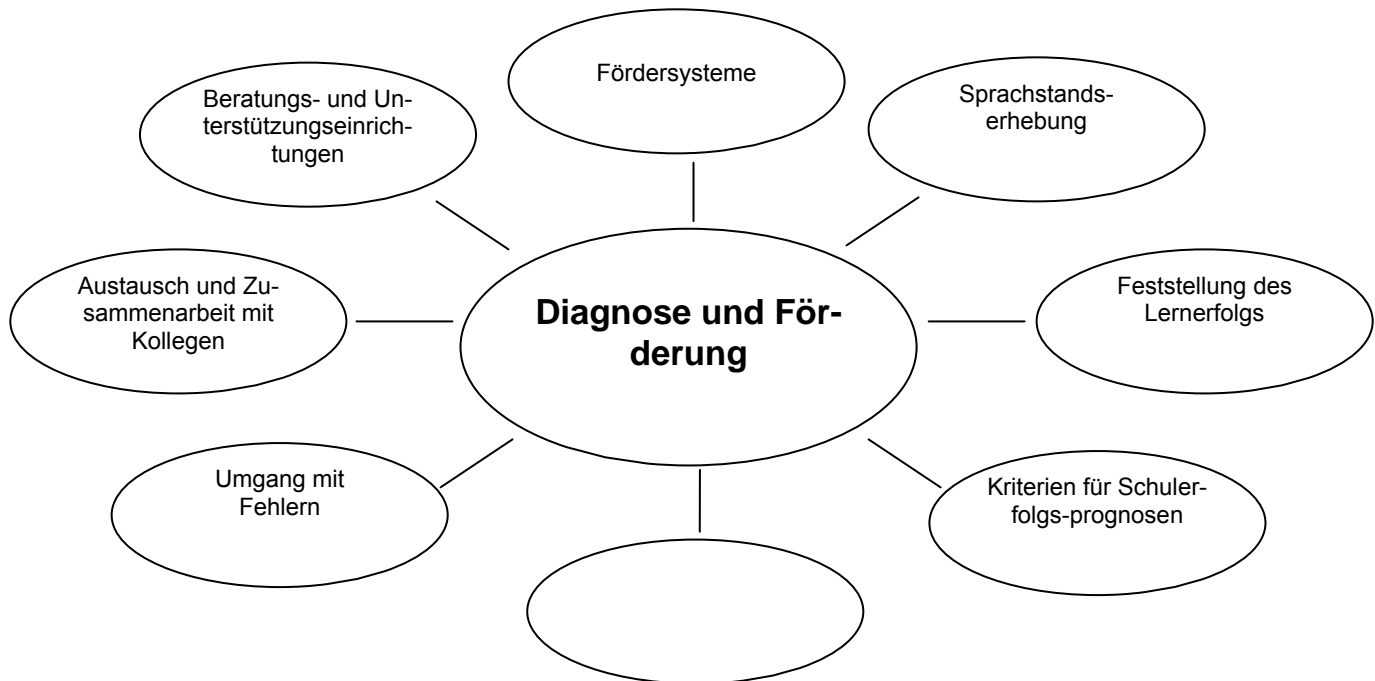 Fördersysteme
Sprachstands-
erhebung
Beratungs- und Un-
terstützungseinrich-
tungen
Feststellung des
Lernerfolgs
Austausch und Zu-
sammenarbeit mit
Kollegen
Diagnose und För-
derung
Kriterien für Schuler-
folgs-prognosen
Umgang mit
Fehlern